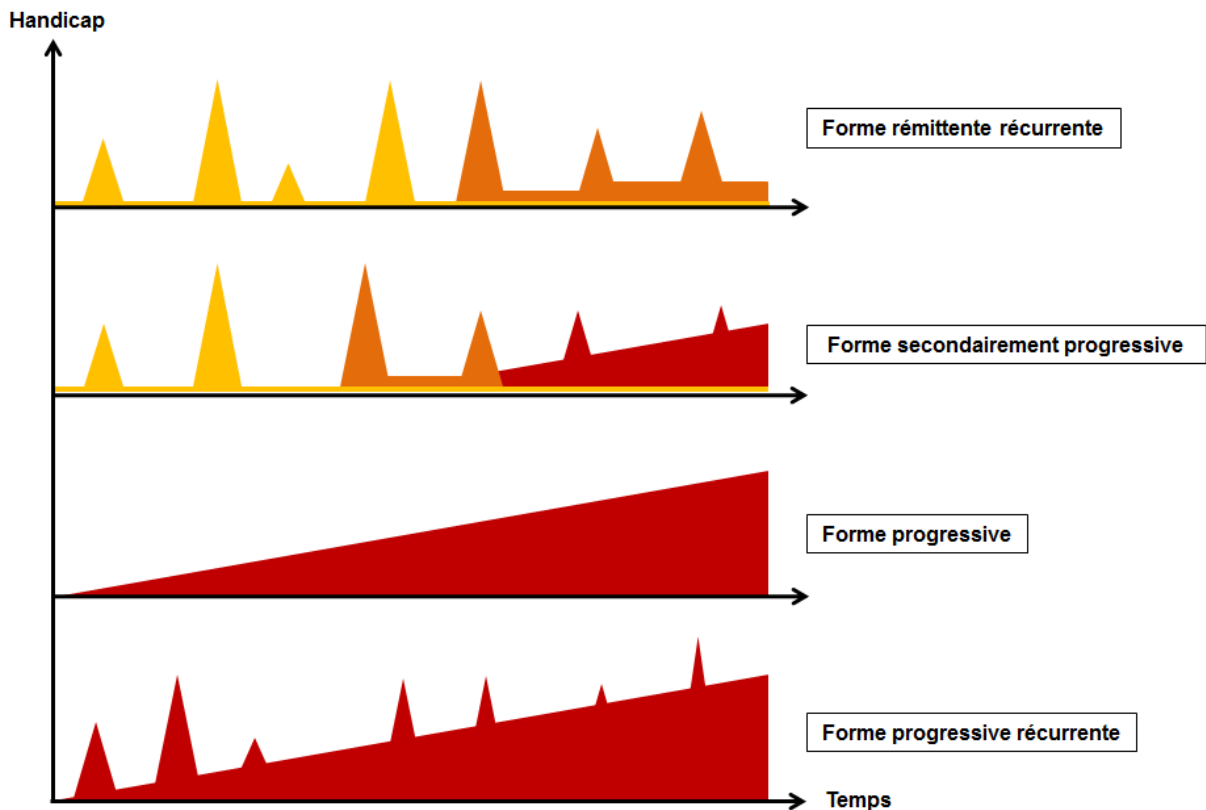 Handicap
Forme rémittente récurrente
Forme secondairement progressive
Forme progressive
Forme progressive récurrente
Temps